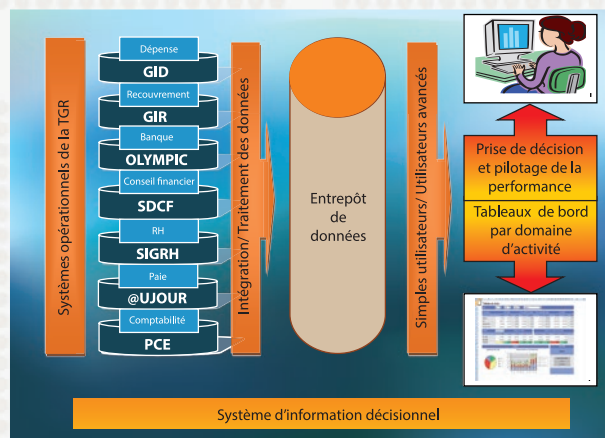 Systèmes opérationnels de la TGR
Dépense
GID
Recouvrement
GIR
Banque
OLYMPIC
Conseil financier
SDCF
RH
SIGRH
Paie
@UJOUR
Comptabilité
PCE
Intégration/ Traitement des données
Entrepôt
de
données
Simples utilisateurs/ Utilisateurs avancés
Prise de décision
et pilotage de la
performance
Tableaux de bord
par domaine
d'activité
Système d'information décisionnel